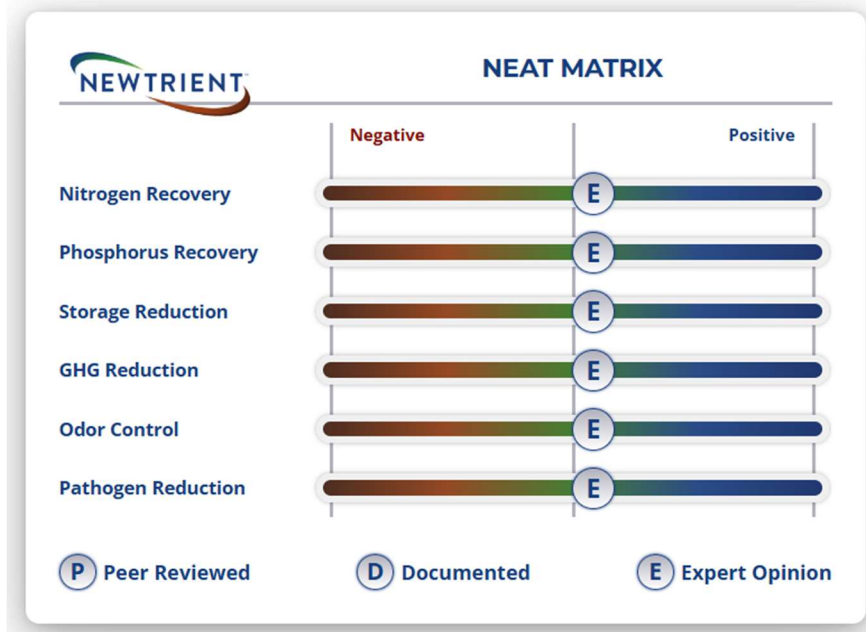 NEWTRIENT
NEAT MATRIX
Negative Positive
Nitrogen Recovery E
Phosphorus Recovery E
Storage Reduction E
GHG Reduction E
Odor Control E
Pathogen Reduction E
P Peer Reviewed D Documented E Expert Opinion